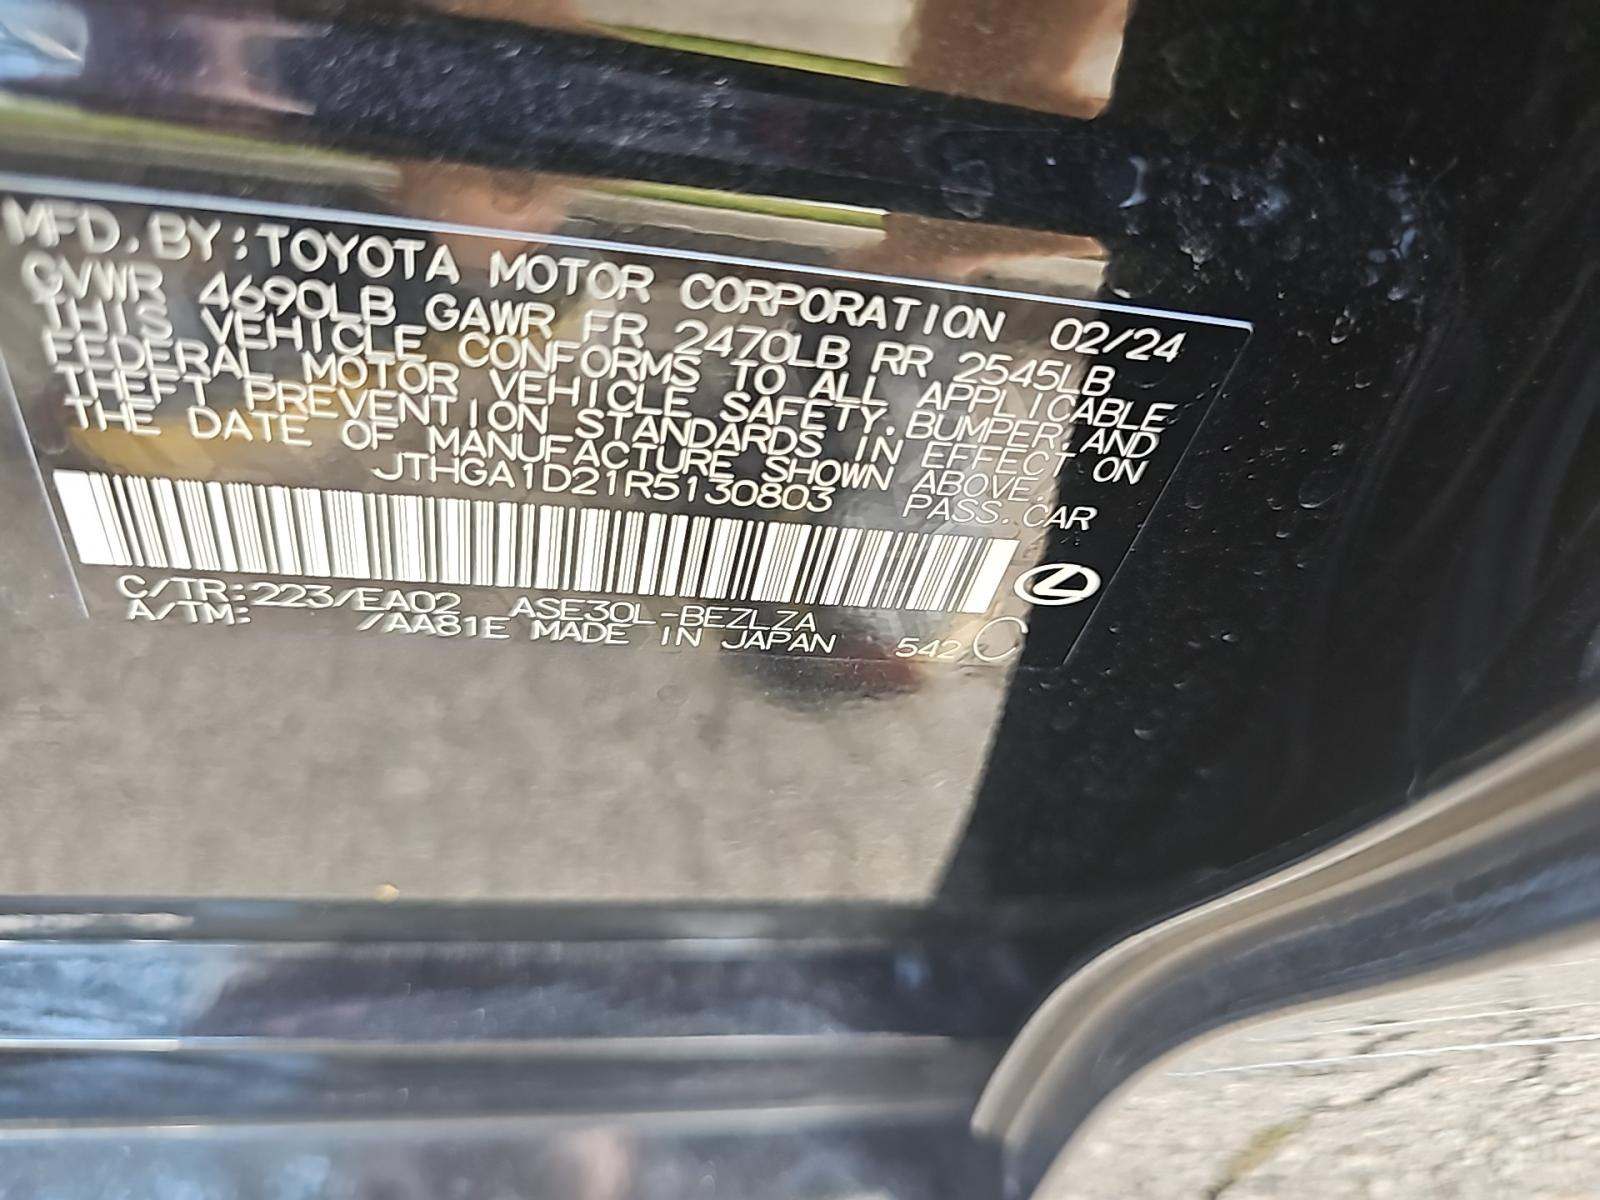 MFD. BY: TOYOTA MOTOR CORPORATION 02/24
GVWR 4690LB GAWR FR 2470LB RR 2545LB
THIS VEHICLE CONFORMS TO ALL APPLICABLE
FEDERAL MOTOR VEHICLE SAFETY, BUMPER, AND
THEFT PREVENTION STANDARDS IN EFFECT ON
THE DATE OF MANUFACTURE SHOWN ABOVE.
JTHGA1D21R5130803 PASS. CAR
C/TR: 223/EA02 ASE30L-BEZLZA
A/TM: /AA81E MADE IN JAPAN 542 C